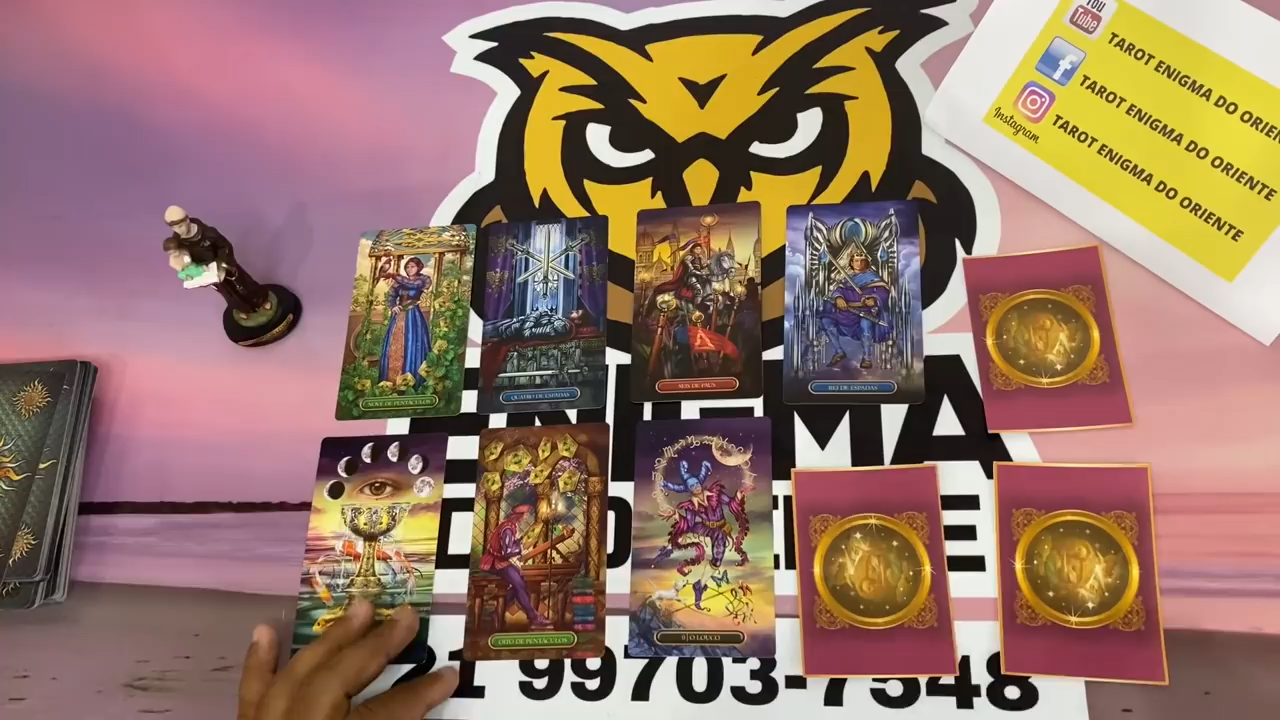 You
Tube
TAROT ENIGMA DO ORIEN
TAROT ENIGMA DO ORIENTE
Instagram
TAROT ENIGMA DO ORIENTE
NOVE DE PENTÁCULOS
QUATRO DE ESPADAS
SEIS DE PAUS
REI DE ESPADAS
OITO DE PENTÁCULOS
0 | O LOUCO
21 99703-7548